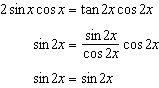 2 sin x cos x = tan 2x cos 2x
sin 2x = \frac{sin 2x}{cos 2x} cos 2x
sin 2x = sin 2x